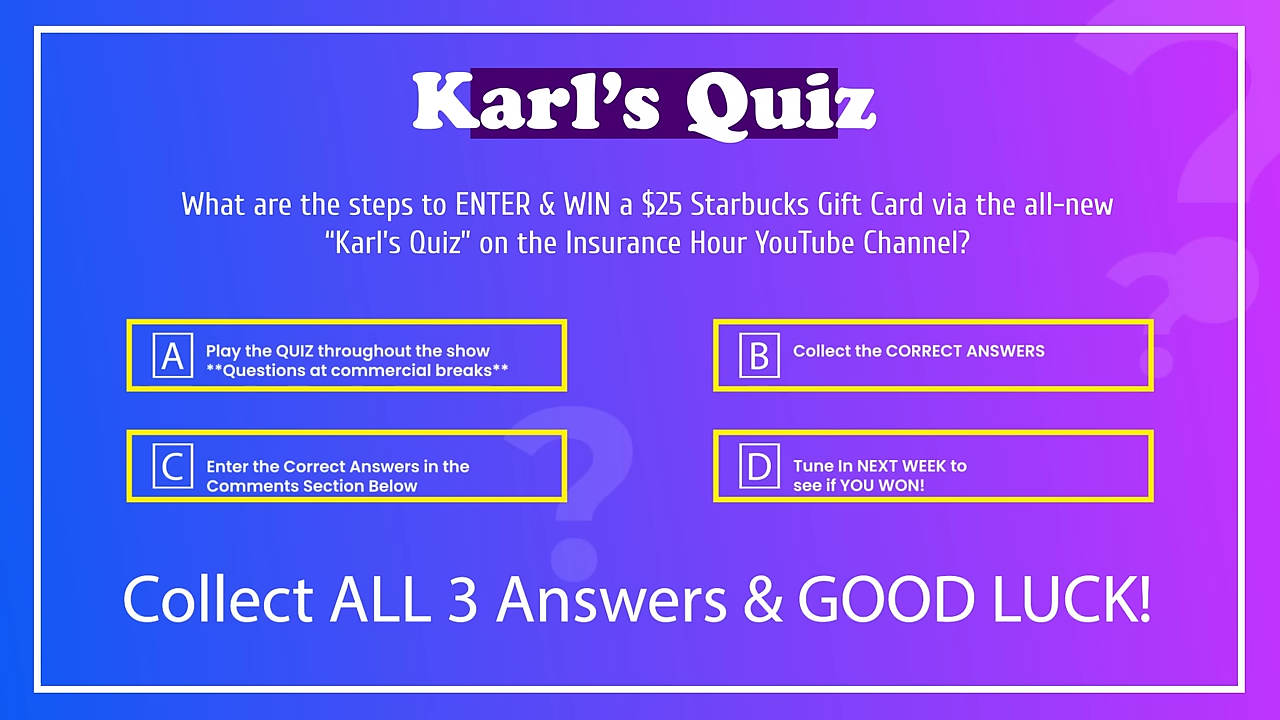 Karl’s Quiz
What are the steps to ENTER & WIN a $25 Starbucks Gift Card via the all-new
“Karl’s Quiz” on the Insurance Hour YouTube Channel?
A
Play the QUIZ throughout the show
**Questions at commercial breaks**
B
Collect the CORRECT ANSWERS
C
Enter the Correct Answers in the
Comments Section Below
D
Tune In NEXT WEEK to
see if YOU WON!
Collect ALL 3 Answers & GOOD LUCK!